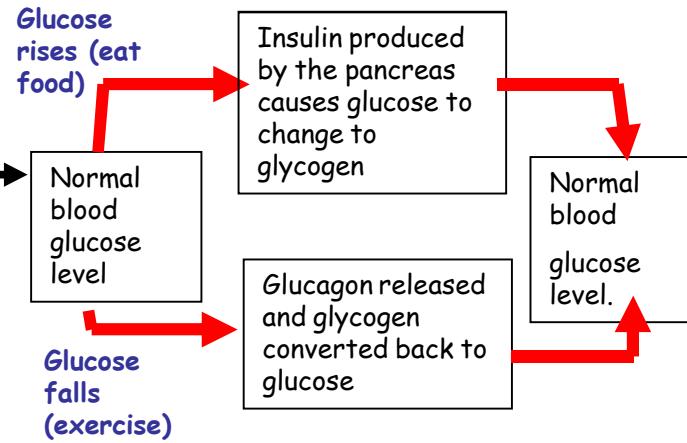 Glucose
rises (eat
food)
Insulin produced
by the pancreas
causes glucose to
change to
glycogen
Normal
blood
glucose
level
Normal
blood
glucose
level.
Glucagon released
and glycogen
converted back to
glucose
Glucose
falls
(exercise)